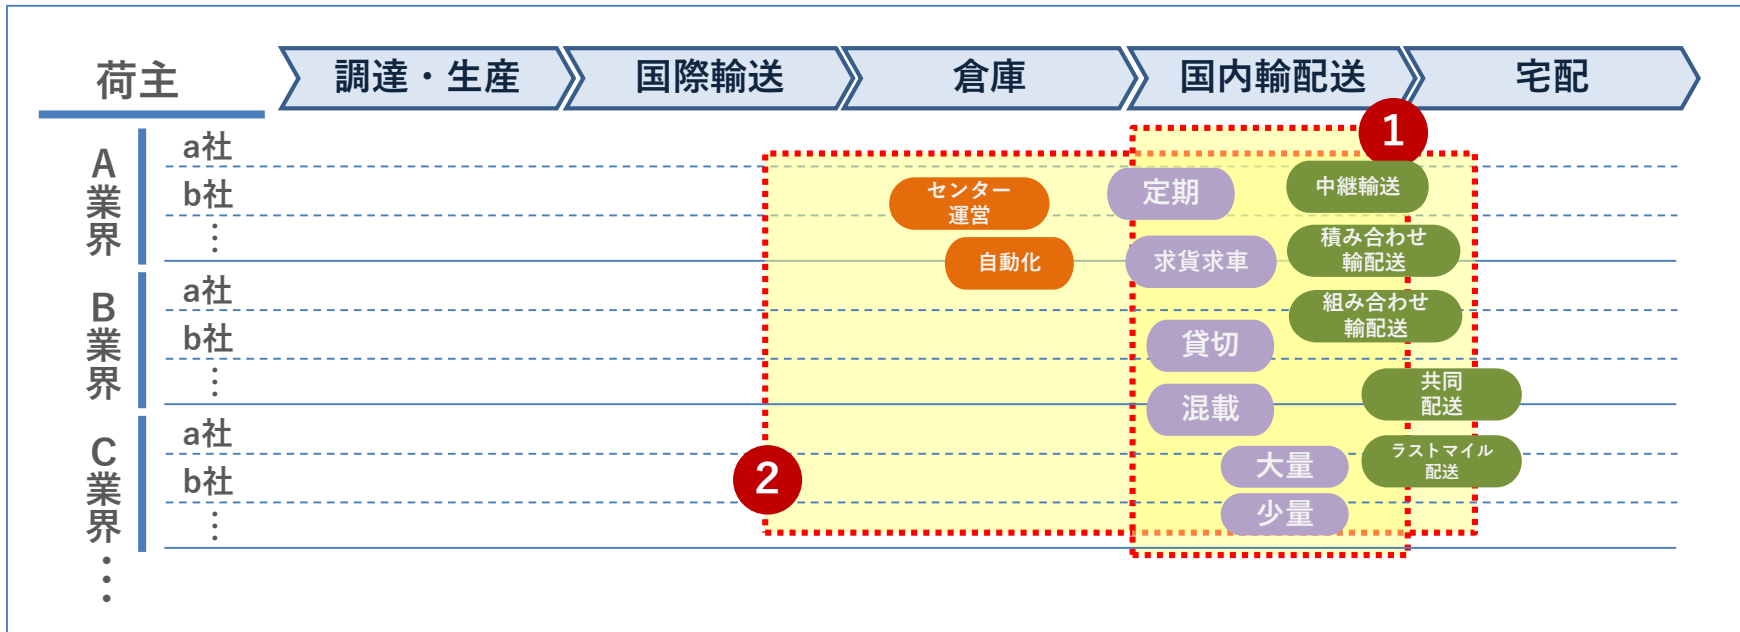 荷主
調達・生産
国際輸送
倉庫
国内輸配送
宅配
1
A業界
a社
b社
⋮
B業界
a社
b社
⋮
C業界
a社
b社
⋮
⋮
センター
運営
自動化
定期
求貨求車
貸切
混載
大量
少量
中継輸送
積み合わせ
輸配送
組み合わせ
輸配送
共同
配送
ラストマイル
配送
2